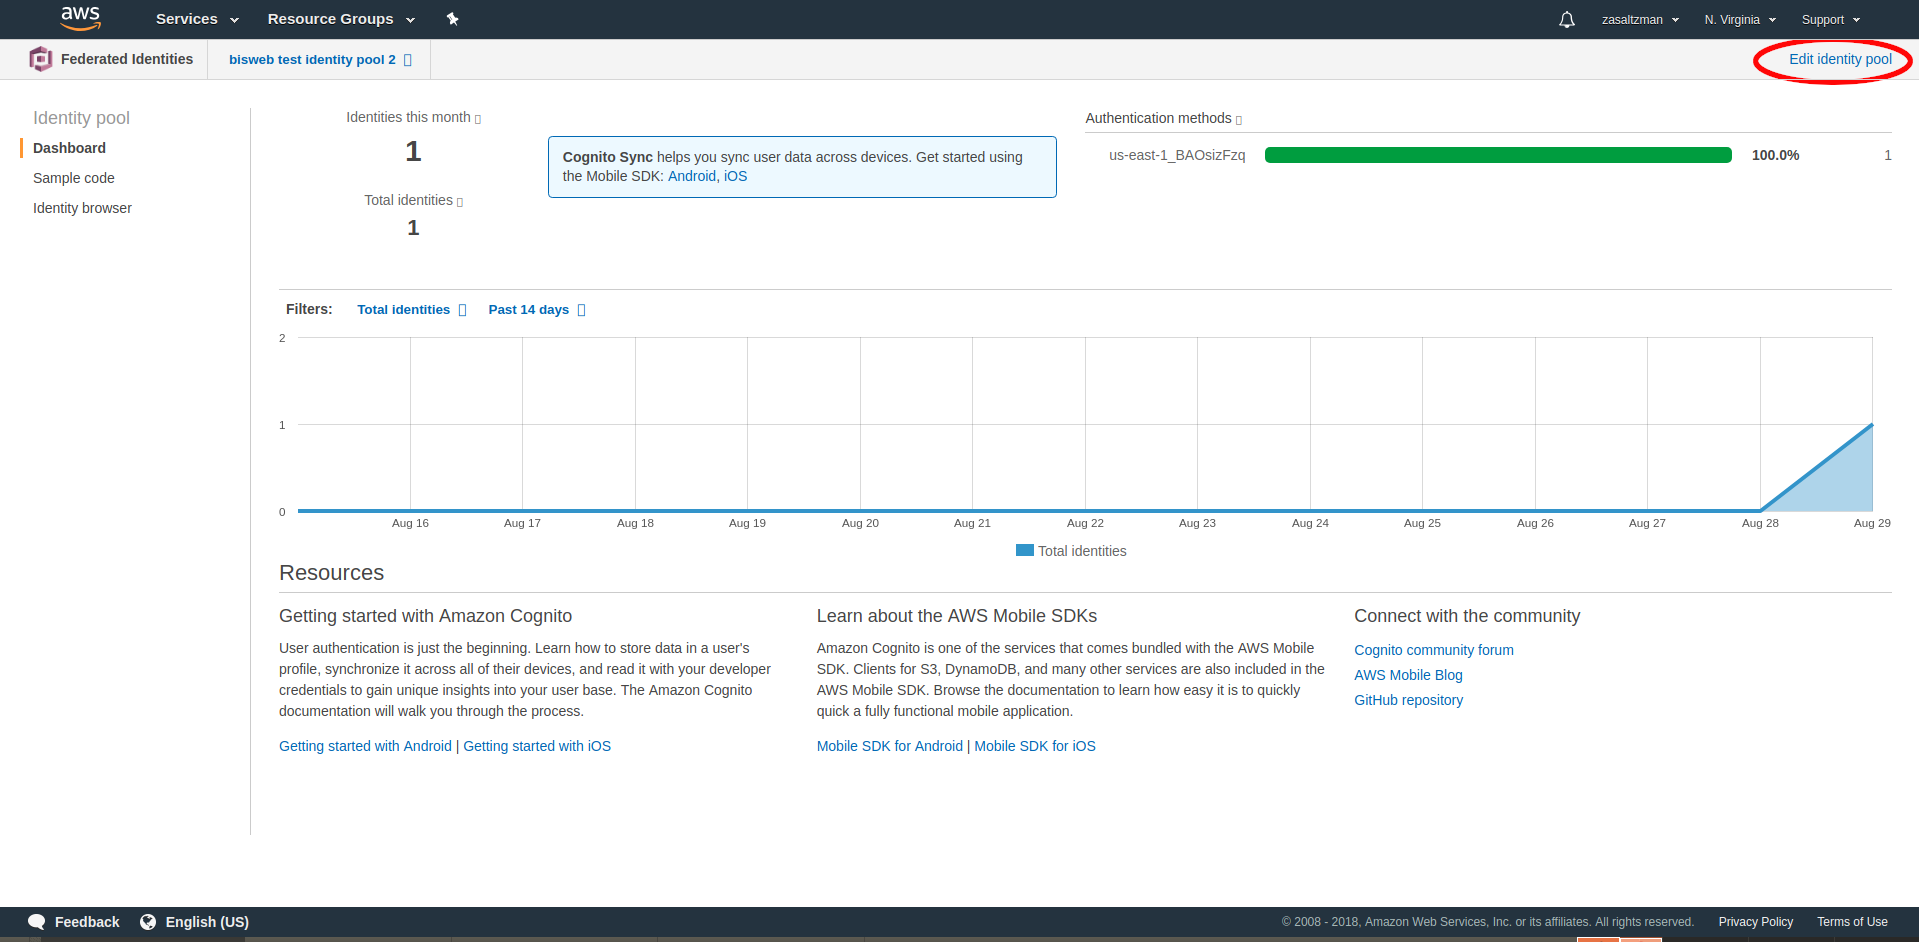 aws Services Resource Groups zasaltzman N. Virginia Support
Federated Identities bisweb test identity pool 2 Edit identity pool
Identity pool
Dashboard
Sample code
Identity browser
Identities this month
1
Total identities
1
Cognito Sync helps you sync user data across devices. Get started using
the Mobile SDK: Android, iOS
Authentication methods
us-east-1_BAOsizFzq 100.0% 1
Filters: Total identities Past 14 days
2
1
0
Aug 16 Aug 17 Aug 18 Aug 19 Aug 20 Aug 21 Aug 22 Aug 23 Aug 24 Aug 25 Aug 26 Aug 27 Aug 28 Aug 29
Total identities
Resources
Getting started with Amazon Cognito
User authentication is just the beginning. Learn how to store data in a user's
profile, synchronize it across all of their devices, and read it with your developer
credentials to gain unique insights into your user base. The Amazon Cognito
documentation will walk you through the process.
Getting started with Android | Getting started with iOS
Learn about the AWS Mobile SDKs
Amazon Cognito is one of the services that comes bundled with the AWS Mobile
SDK. Clients for S3, DynamoDB, and many other services are also included in the
AWS Mobile SDK. Browse the documentation to learn how easy it is to quickly
quick a fully functional mobile application.
Mobile SDK for Android | Mobile SDK for iOS
Connect with the community
Cognito community forum
AWS Mobile Blog
GitHub repository
Feedback English (US) © 2008 - 2018, Amazon Web Services, Inc. or its affiliates. All rights reserved. Privacy Policy Terms of Use